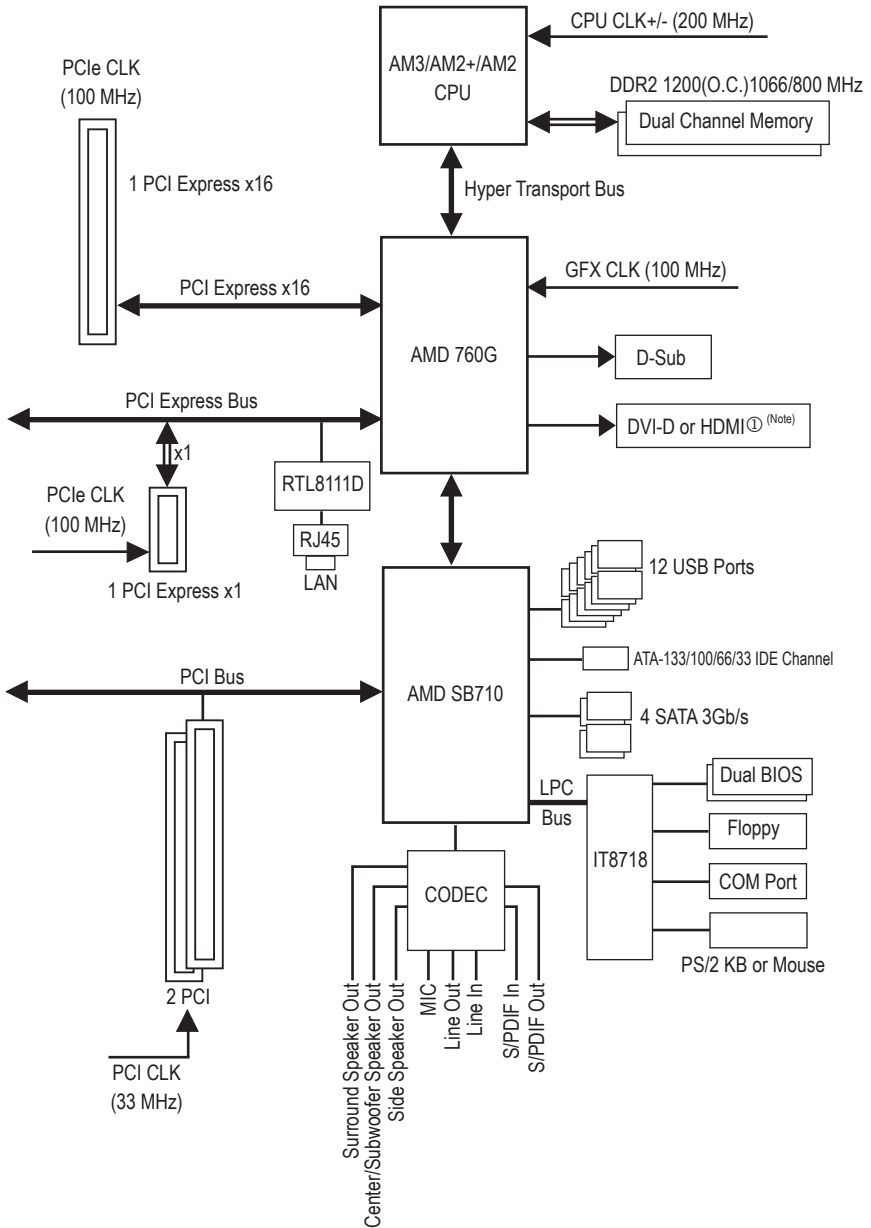 CPU CLK+/- (200 MHz)
AM3/AM2+/AM2
CPU
DDR2 1200(O.C.)1066/800 MHz
Dual Channel Memory
PCIe CLK
(100 MHz)
1 PCI Express x16
Hyper Transport Bus
GFX CLK (100 MHz)
PCI Express x16
AMD 760G
D-Sub
DVI-D or HDMI① (Note)
PCI Express Bus
x1
RTL8111D
PCIe CLK
(100 MHz)
RJ45
LAN
1 PCI Express x1
12 USB Ports
ATA-133/100/66/33 IDE Channel
PCI Bus
AMD SB710
4 SATA 3Gb/s
LPC
Bus
Dual BIOS
IT8718
Floppy
COM Port
PS/2 KB or Mouse
CODEC
2 PCI
PCI CLK
(33 MHz)
Surround Speaker Out
Center/Subwoofer Speaker Out
Side Speaker Out
MIC
Line Out
Line In
S/PDIF In
S/PDIF Out